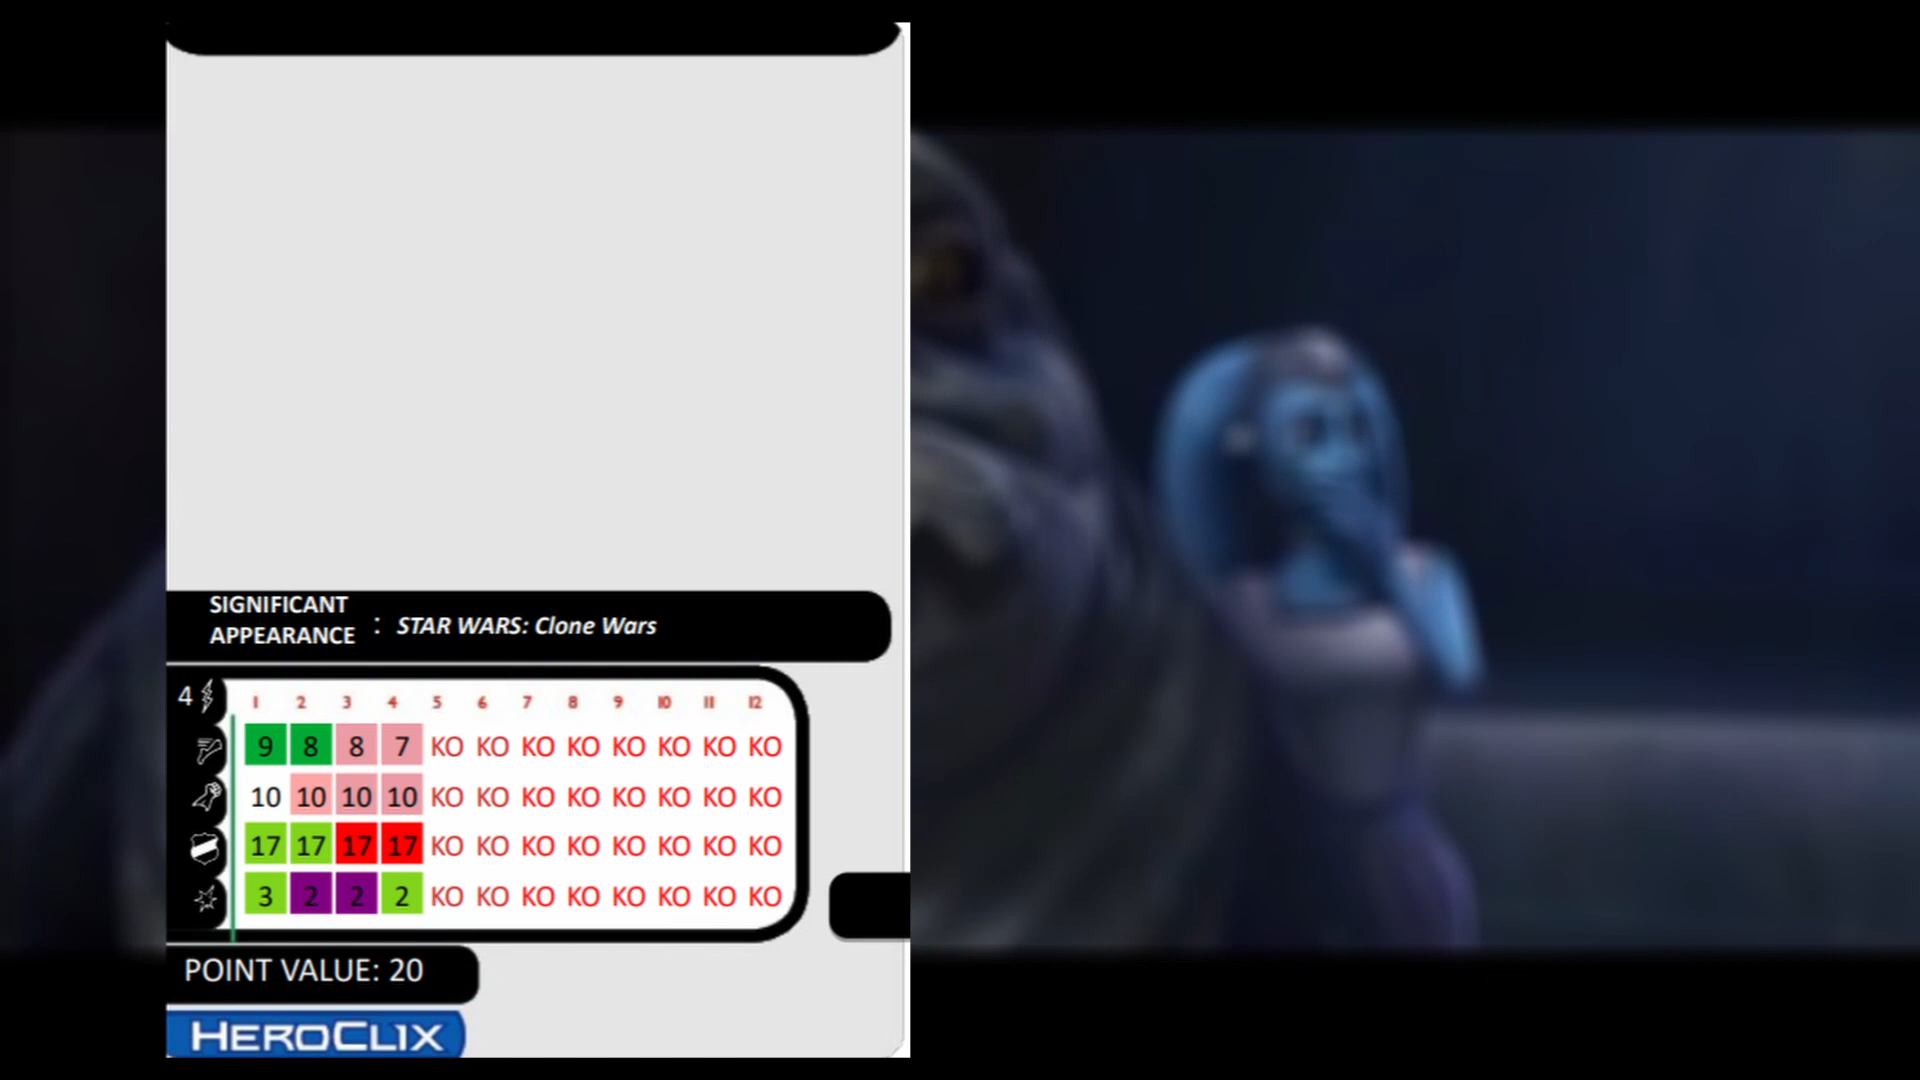 SIGNIFICANT
APPEARANCE : STAR WARS: Clone Wars
4 1 2 3 4 5 6 7 8 9 10 11 12
9 8 8 7 KO KO KO KO KO KO KO KO
10 10 10 10 KO KO KO KO KO KO KO KO
17 17 17 17 KO KO KO KO KO KO KO KO
3 2 2 2 KO KO KO KO KO KO KO KO
POINT VALUE: 20
HEROCLIX